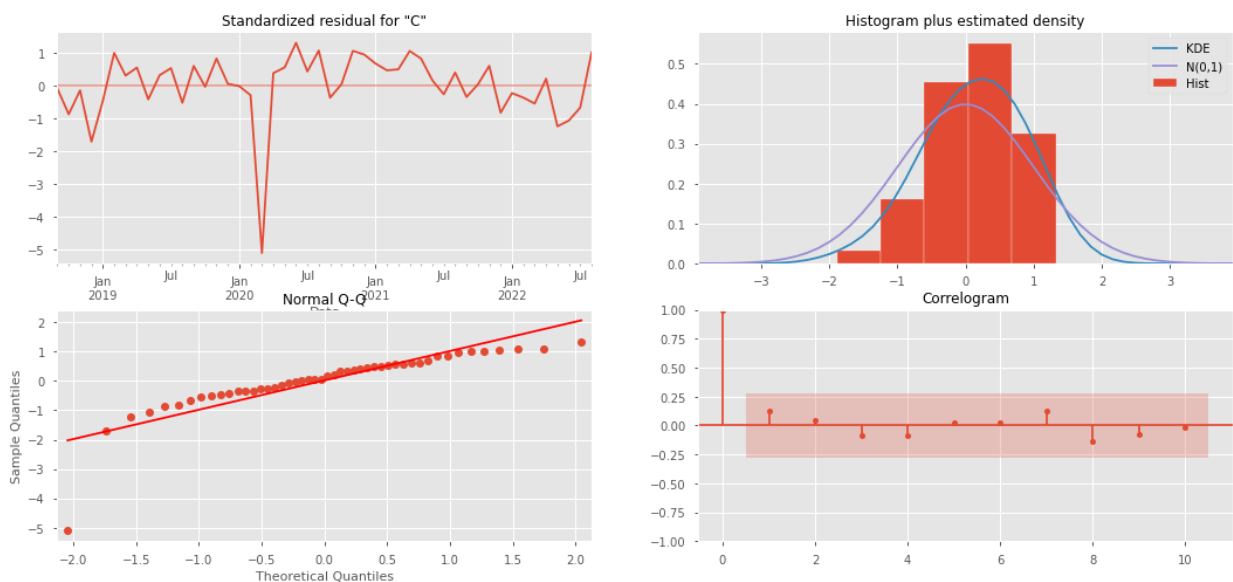 Standardized residual for "C"
1
0
−1
−2
−3
−4
−5
Jan
2019
Jul
Jan
2020
Jul
Jan
2021
Jul
Jan
2022
Jul
Histogram plus estimated density
KDE
N(0,1)
Hist
0.5
0.4
0.3
0.2
0.1
0.0
−3 −2 −1 0 1 2 3
Normal Q-Q
Sample Quantiles
2
1
0
−1
−2
−3
−4
−5
−2.0 −1.5 −1.0 −0.5 0.0 0.5 1.0 1.5 2.0
Theoretical Quantiles
Correlogram
1.00
0.75
0.50
0.25
0.00
−0.25
−0.50
−0.75
−1.00
0 2 4 6 8 10